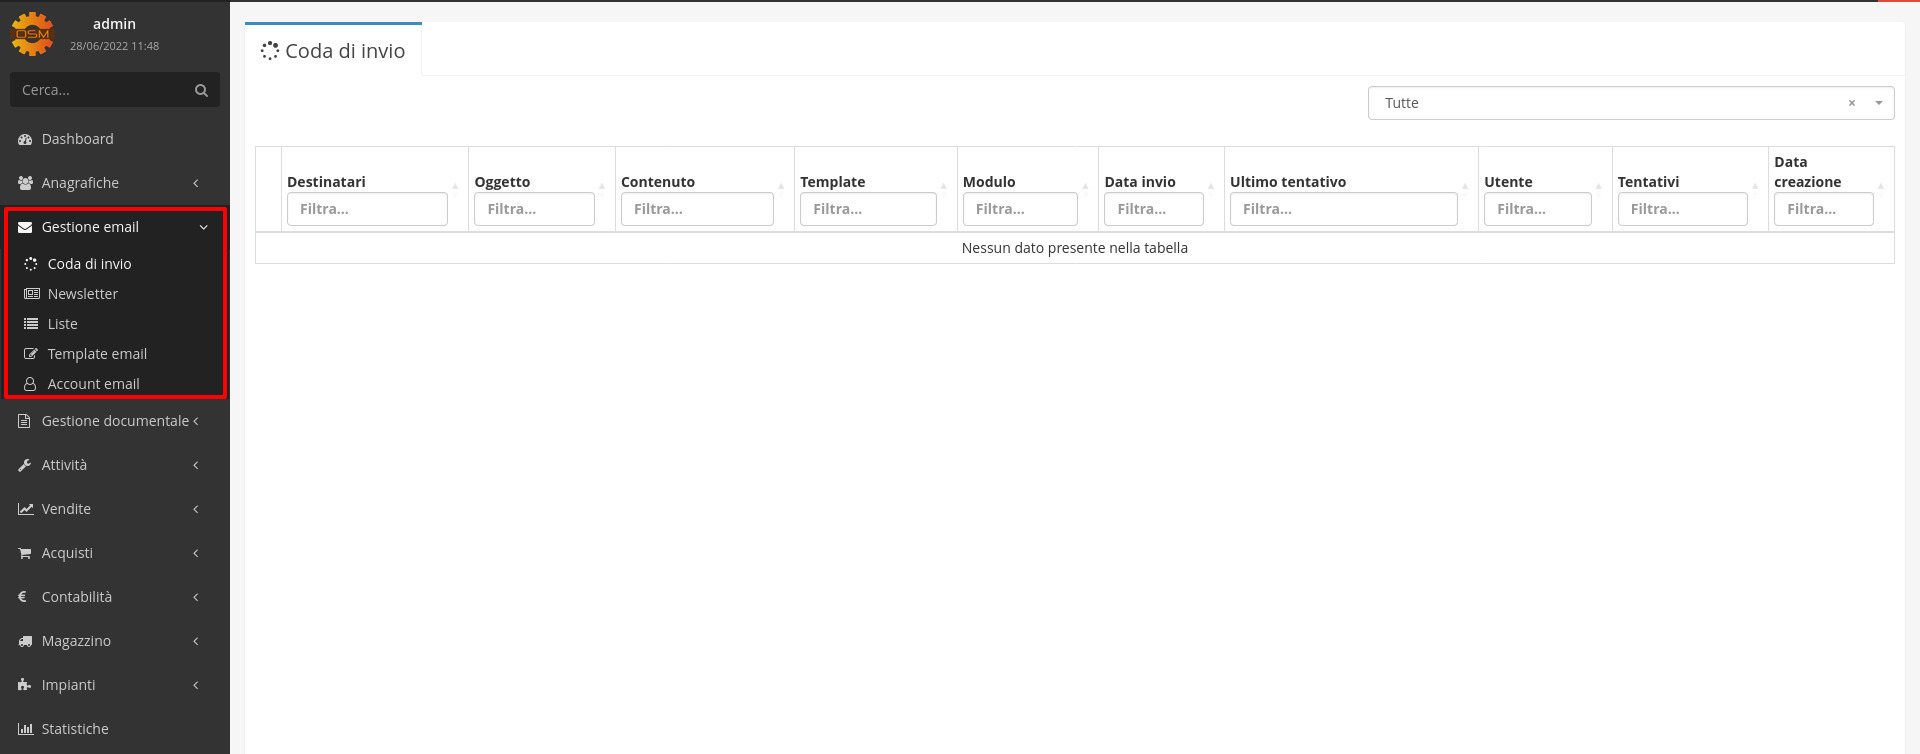 OSM
admin
28/06/2022 11:48
Cerca...
Dashboard
Anagrafiche
Gestione email
Coda di invio
Newsletter
Liste
Template email
Account email
Gestione documentale
Attività
Vendite
Acquisti
Contabilità
Magazzino
Impianti
Statistiche
Coda di invio
Tutte × 
Destinatari Oggetto Contenuto Template Modulo Data invio Ultimo tentativo Utente Tentativi Data creazione
Filtra... Filtra... Filtra... Filtra... Filtra... Filtra... Filtra... Filtra... Filtra... Filtra...
Nessun dato presente nella tabella